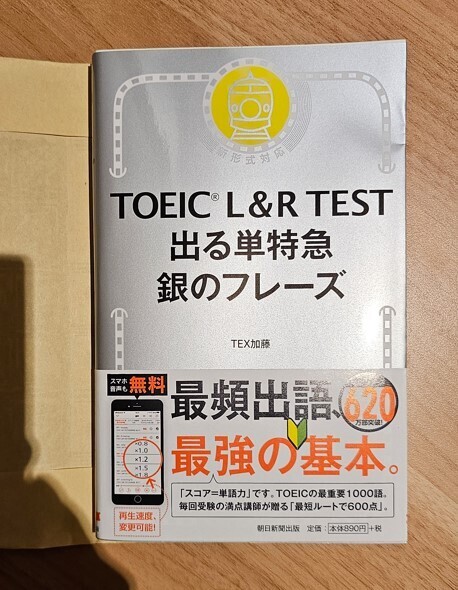 新形式対応
TOEIC® L&R TEST
出る単特急
銀のフレーズ
TEX加藤
スマホ
音声も
無料
最頻出語、
620
万部突破!
最強の基本。
×0.8
×1.0
×1.2
×1.5
×1.8
再生速度、
変更可能!
「スコア=単語力」です。TOEICの最重要1000語。
毎回受験の満点講師が贈る「最短ルートで600点」。
朝日新聞出版 定価:本体890円+税